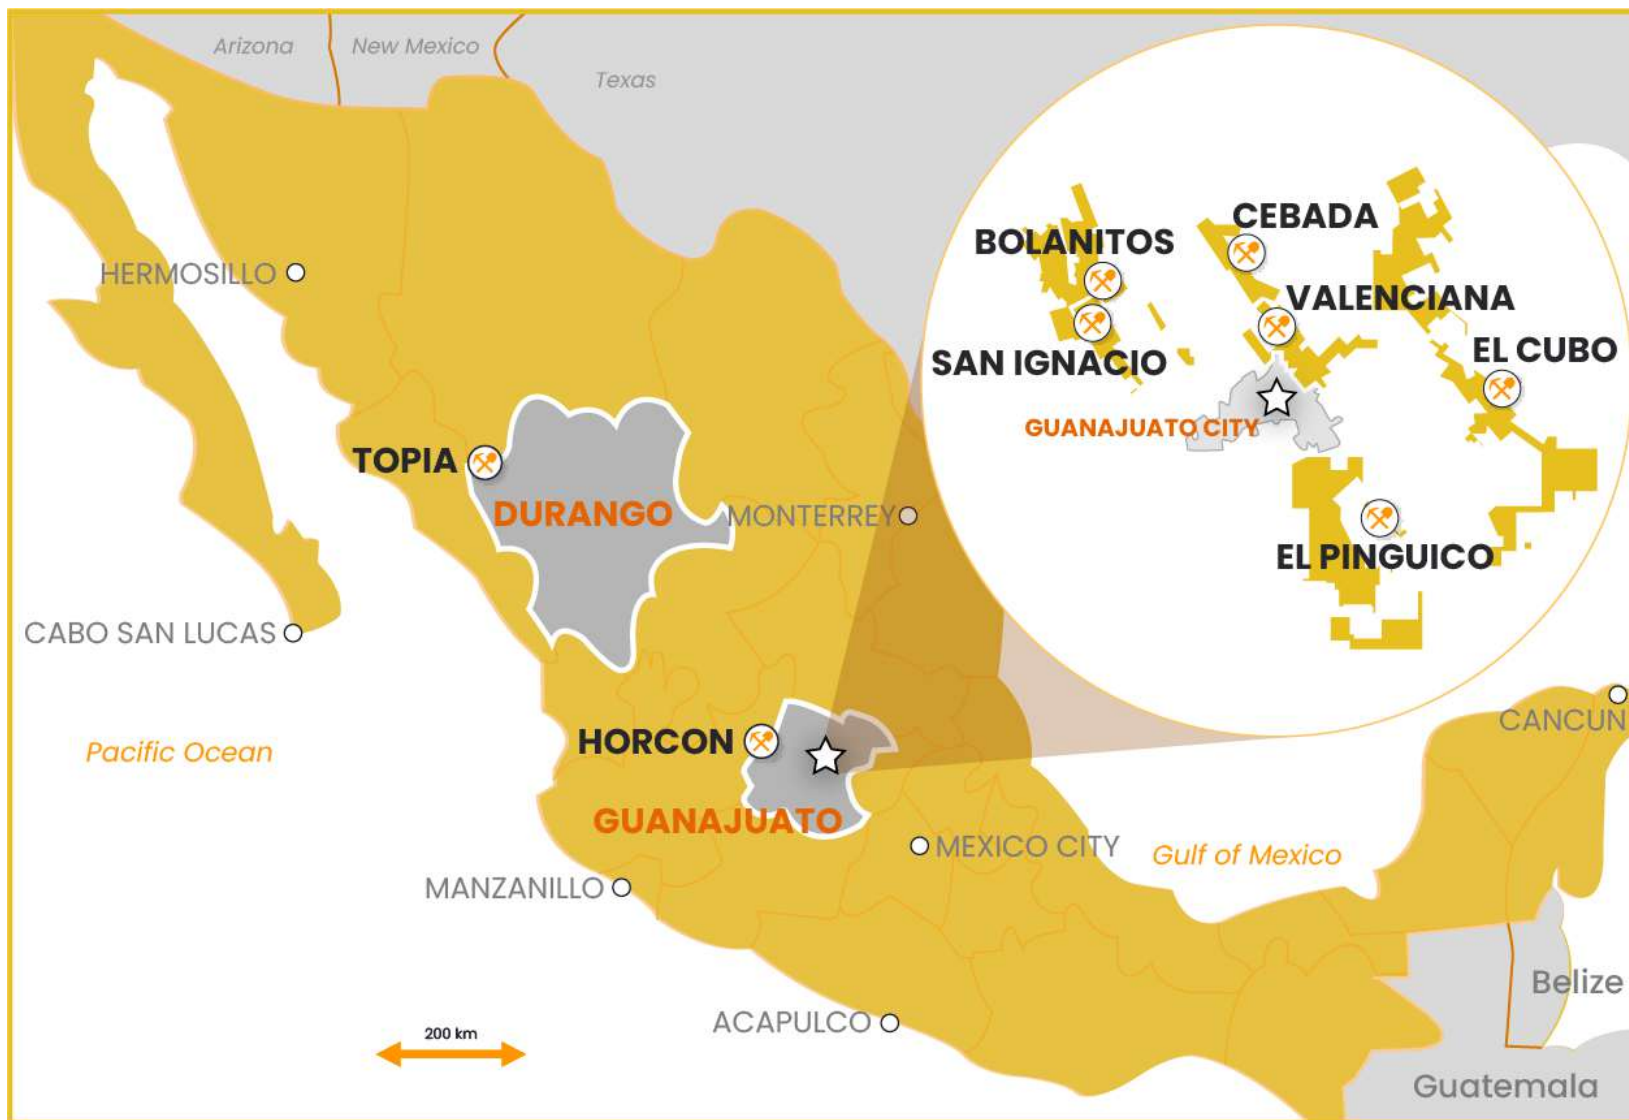 Arizona
New Mexico
Texas
CEBADA
BOLANITOS
HERMOSILLO
VALENCIANA
EL CUBO
SAN IGNACIO
GUANAJUATO CITY
TOPIA
DURANGO
MONTERREY
EL PINGUICO
CABO SAN LUCAS
CANCUN
HORCON
Pacific Ocean
GUANAJUATO
MEXICO CITY
Gulf of Mexico
MANZANILLO
Belize
ACAPULCO
200 km
Guatemala